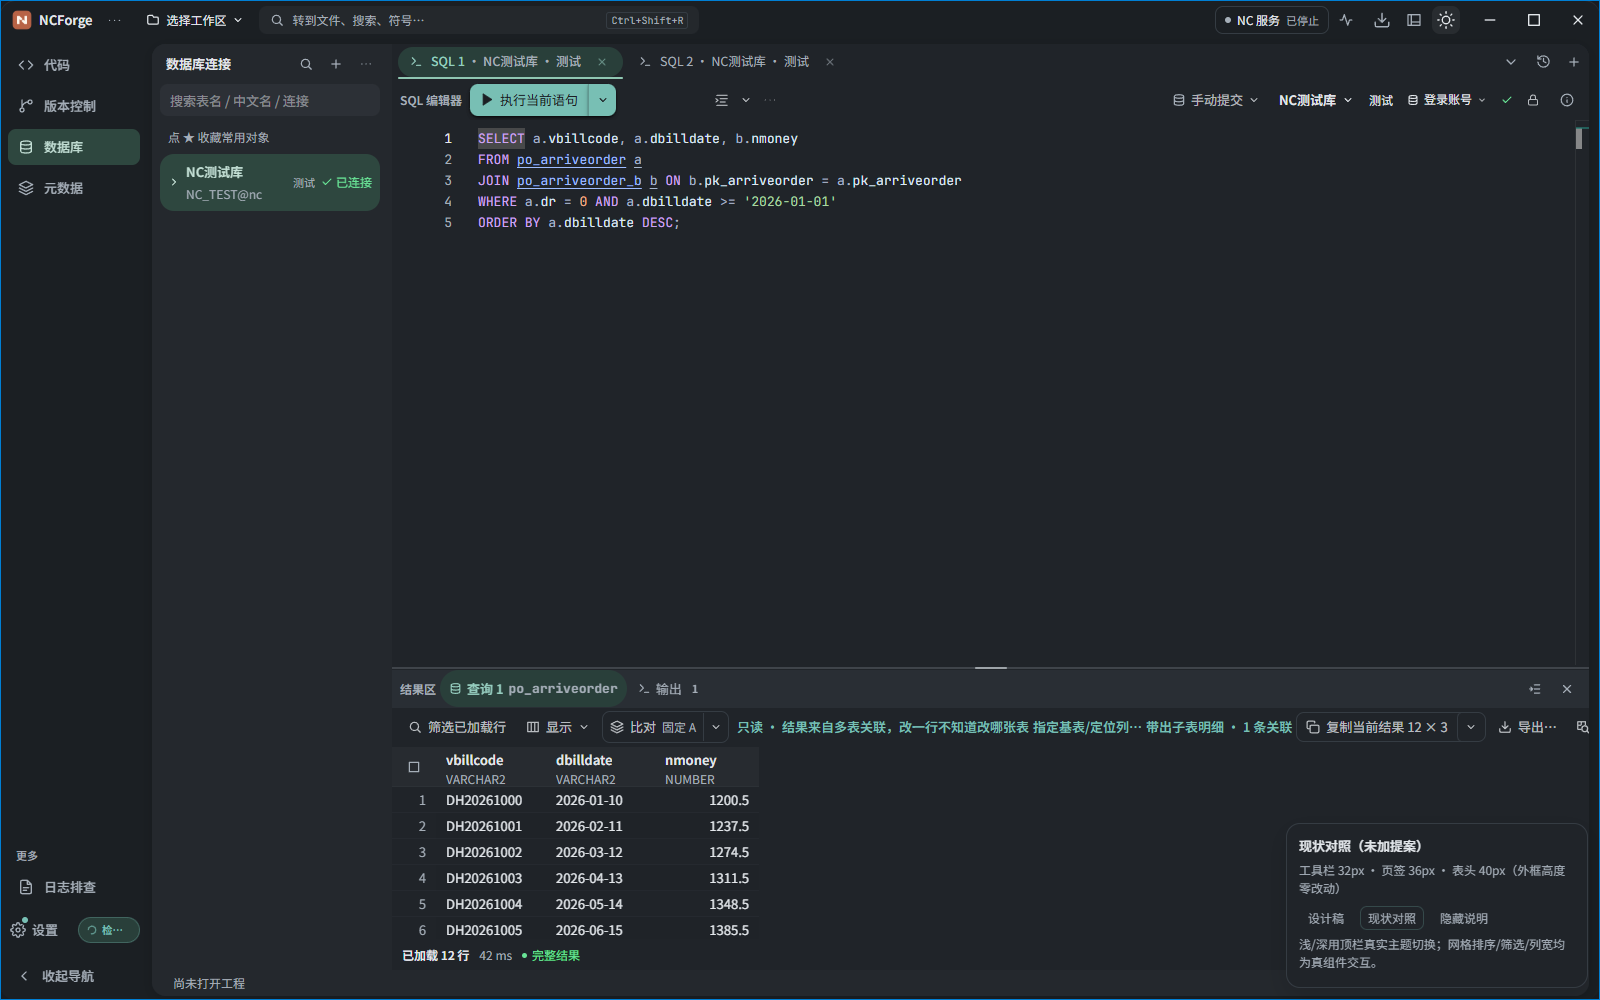 NCForge ··· 选择工作区 转到文件、搜索、符号··· Ctrl+Shift+R NC 服务 已停止
代码
版本控制
数据库
元数据
更多
日志排查
设置 检···
收起导航
数据库连接 ···
搜索表名 / 中文名 / 连接
点 ★ 收藏常用对象
NC测试库 测试 已连接
NC_TEST@nc
尚未打开工程
SQL 1 · NC测试库 · 测试 SQL 2 · NC测试库 · 测试
SQL 编辑器 执行当前语句 ··· 手动提交 NC测试库 测试 登录账号
1 SELECT a.vbillcode, a.dbilldate, b.nmoney
2 FROM po_arriveorder a
3 JOIN po_arriveorder_b b ON b.pk_arriveorder = a.pk_arriveorder
4 WHERE a.dr = 0 AND a.dbilldate >= '2026-01-01'
5 ORDER BY a.dbilldate DESC;
结果区 查询 1 po_arriveorder 输出 1
筛选已加载行 显示 比对 固定 A 只读 · 结果来自多表关联，改一行不知道改哪张表 指定基表/定位列··· 带出子表明细 · 1 条关联 复制当前结果 12 × 3 导出···
vbillcode dbilldate nmoney
VARCHAR2 VARCHAR2 NUMBER
1 DH20261000 2026-01-10 1200.5
2 DH20261001 2026-02-11 1237.5
3 DH20261002 2026-03-12 1274.5
4 DH20261003 2026-04-13 1311.5
5 DH20261004 2026-05-14 1348.5
6 DH20261005 2026-06-15 1385.5
已加载 12 行 42 ms 完整结果
现状对照（未加提案）
工具栏 32px · 页签 36px · 表头 40px（外框高度
零改动）
设计稿 现状对照 隐藏说明
浅/深用顶栏真实主题切换；网格排序/筛选/列宽均
为真组件交互。